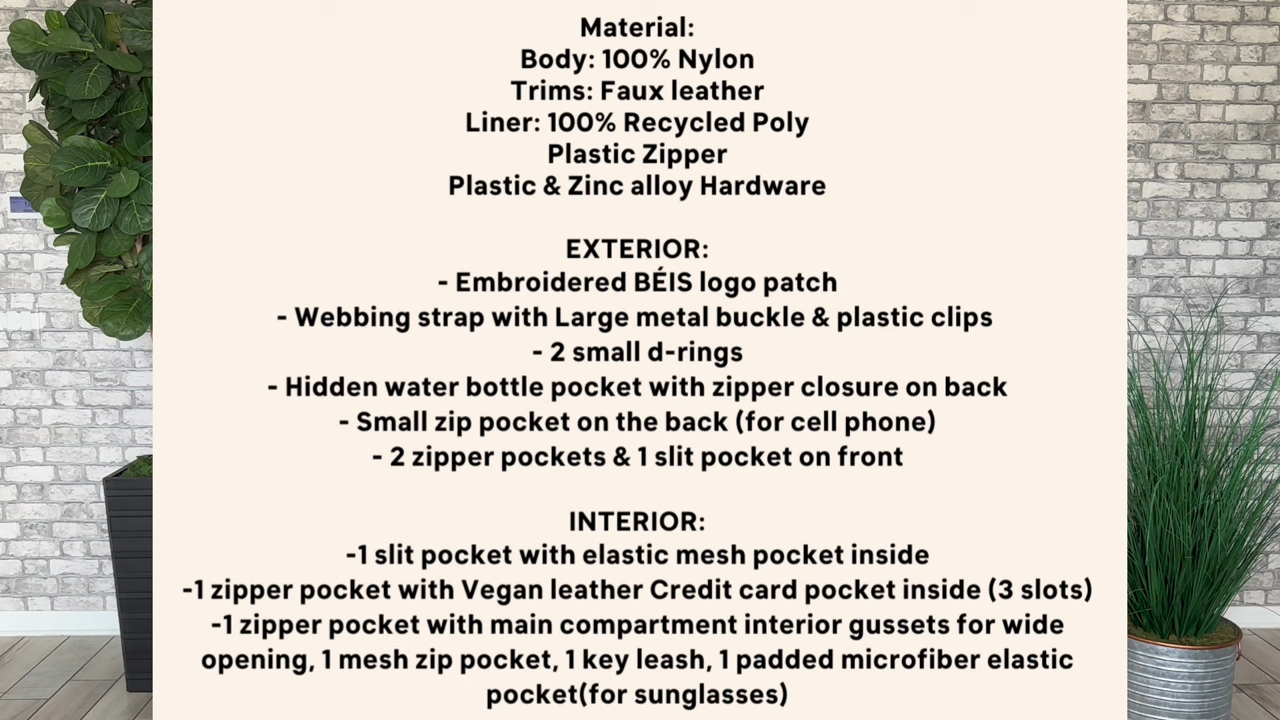 Material:
Body: 100% Nylon
Trims: Faux leather
Liner: 100% Recycled Poly
Plastic Zipper
Plastic & Zinc alloy Hardware
EXTERIOR:
- Embroidered BÉIS logo patch
- Webbing strap with Large metal buckle & plastic clips
- 2 small d-rings
- Hidden water bottle pocket with zipper closure on back
- Small zip pocket on the back (for cell phone)
- 2 zipper pockets & 1 slit pocket on front
INTERIOR:
-1 slit pocket with elastic mesh pocket inside
-1 zipper pocket with Vegan leather Credit card pocket inside (3 slots)
-1 zipper pocket with main compartment interior gussets for wide
opening, 1 mesh zip pocket, 1 key leash, 1 padded microfiber elastic
pocket(for sunglasses)